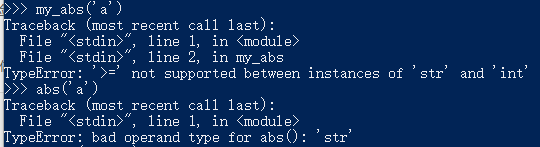 >>> my_abs('a')
Traceback (most recent call last):
  File "<stdin>", line 1, in <module>
  File "<stdin>", line 2, in my_abs
TypeError: '>=' not supported between instances of 'str' and 'int'
>>> abs('a')
Traceback (most recent call last):
  File "<stdin>", line 1, in <module>
TypeError: bad operand type for abs(): 'str'